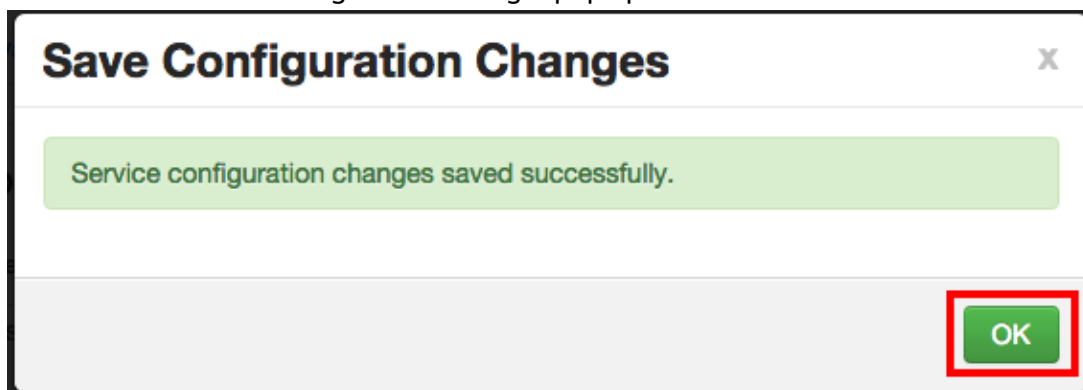 Save Configuration Changes
x
Service configuration changes saved successfully.
OK